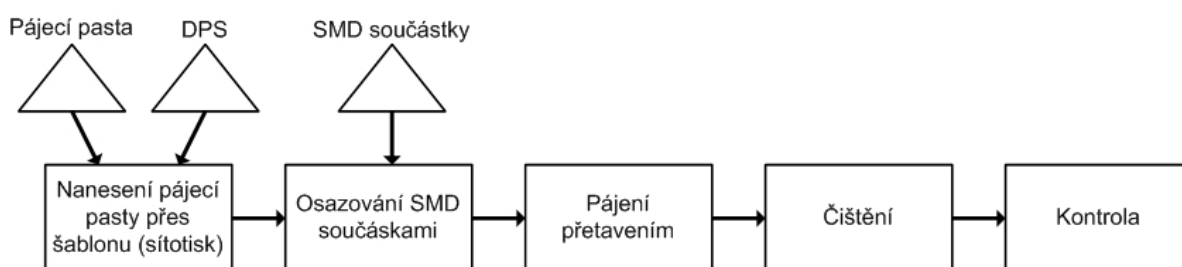 Pájecí pasta
DPS
SMD součástky
Nanesení pájecí
pasty přes
šablonu (sítotisk)
Osazování SMD
součáskami
Pájení
přetavením
Čištění
Kontrola